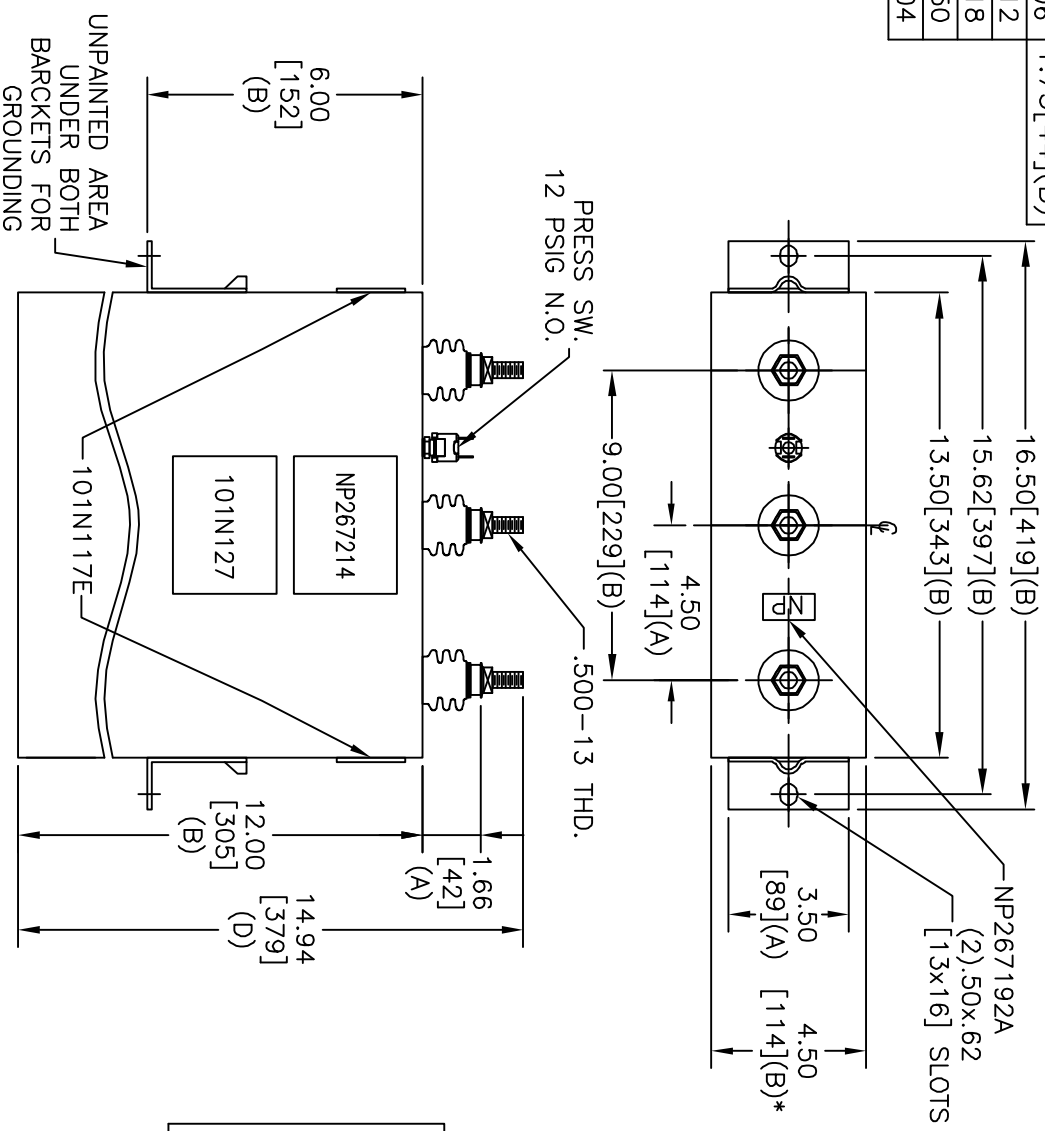 16.50[419](B)
15.62[397](B)
13.50[343](B)
NP267192A
(2).50x.62
[13x16] SLOTS
NP
3.50
[89](A)
4.50
[114](B)*
4.50
[114](A)
9.00[229](B)
PRESS SW.
12 PSIG N.O.
.500-13 THD.
6.00
[152]
(B)
NP267214
101N127
101N117E
1.66
[42]
(A)
12.00
[305]
(B)
14.94
[379]
(D)
UNPAINTED AREA
UNDER BOTH
BARCKETS FOR
GROUNDING